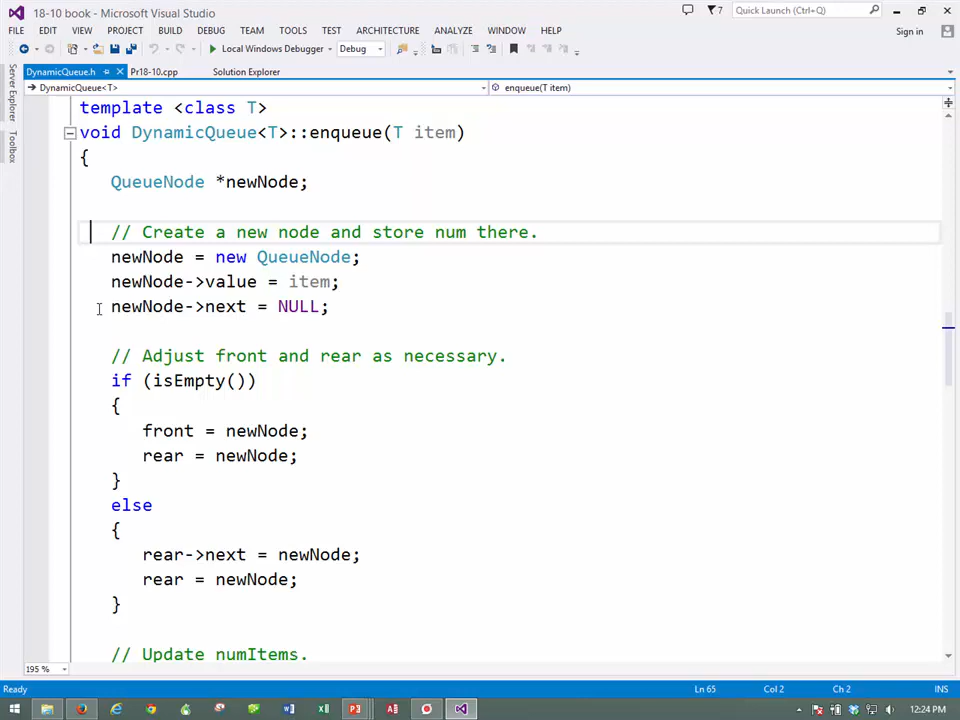 18-10 book - Microsoft Visual Studio
7
Quick Launch (Ctrl+Q)
FILE EDIT VIEW PROJECT BUILD DEBUG TEAM TOOLS TEST ARCHITECTURE ANALYZE WINDOW HELP
Sign in
Local Windows Debugger Debug
DynamicQueue.h Pr18-10.cpp Solution Explorer
DynamicQueue<T> enqueue(T item)
Server Explorer
Toolbox
template <class T>
void DynamicQueue<T>::enqueue(T item)
{
QueueNode *newNode;
// Create a new node and store num there.
newNode = new QueueNode;
newNode->value = item;
newNode->next = NULL;
// Adjust front and rear as necessary.
if (isEmpty())
{
front = newNode;
rear = newNode;
}
else
{
rear->next = newNode;
rear = newNode;
}
// Update numItems.
195 %
Ready Ln 65 Col 2 Ch 2 INS
12:24 PM